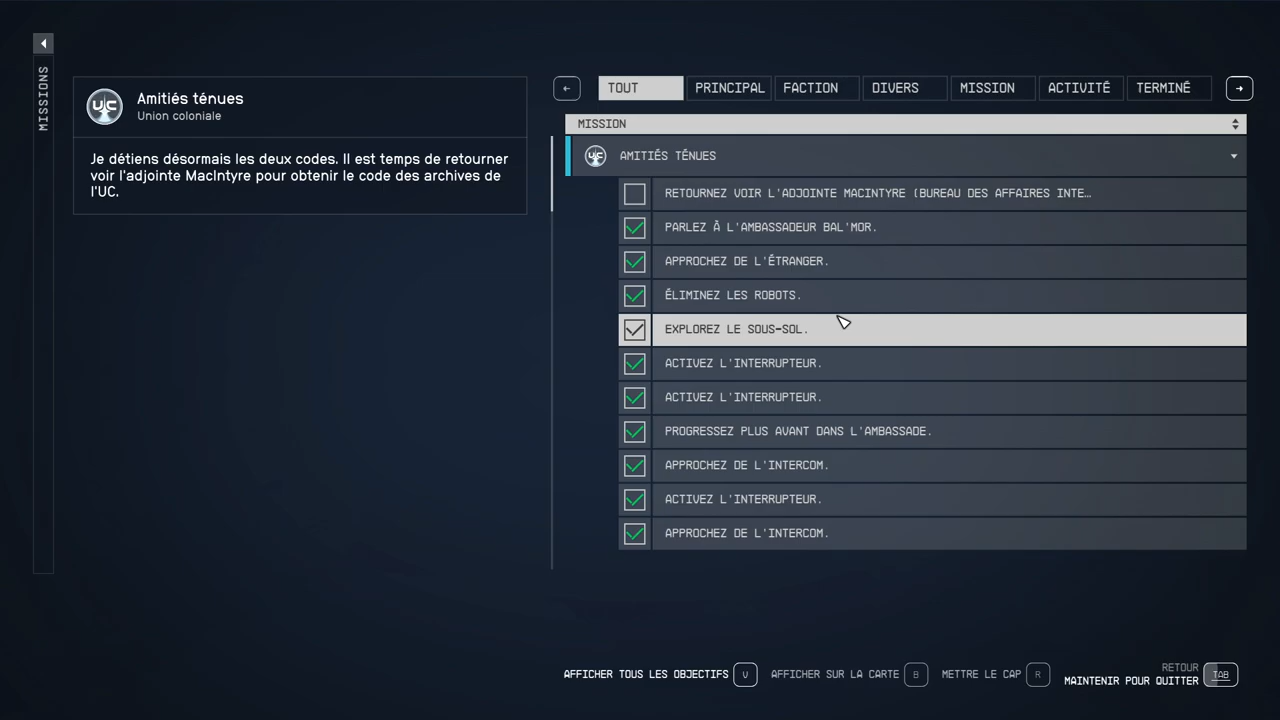 MISSIONS
UC
Amitiés ténues
Union coloniale
Je détiens désormais les deux codes. Il est temps de retourner
voir l'adjointe MacIntyre pour obtenir le code des archives de
l'UC.
TOUT
PRINCIPAL
FACTION
DIVERS
MISSION
ACTIVITÉ
TERMINÉ
MISSION
UC
AMITIÉS TÉNUES
RETOURNEZ VOIR L'ADJOINTE MACINTYRE (BUREAU DES AFFAIRES INTE…
PARLEZ À L'AMBASSADEUR BAL'MOR.
APPROCHEZ DE L'ÉTRANGER.
ÉLIMINEZ LES ROBOTS.
EXPLOREZ LE SOUS-SOL.
ACTIVEZ L'INTERRUPTEUR.
ACTIVEZ L'INTERRUPTEUR.
PROGRESSEZ PLUS AVANT DANS L'AMBASSADE.
APPROCHEZ DE L'INTERCOM.
ACTIVEZ L'INTERRUPTEUR.
APPROCHEZ DE L'INTERCOM.
AFFICHER TOUS LES OBJECTIFS V
AFFICHER SUR LA CARTE B
METTRE LE CAP R
RETOUR
MAINTENIR POUR QUITTER TAB